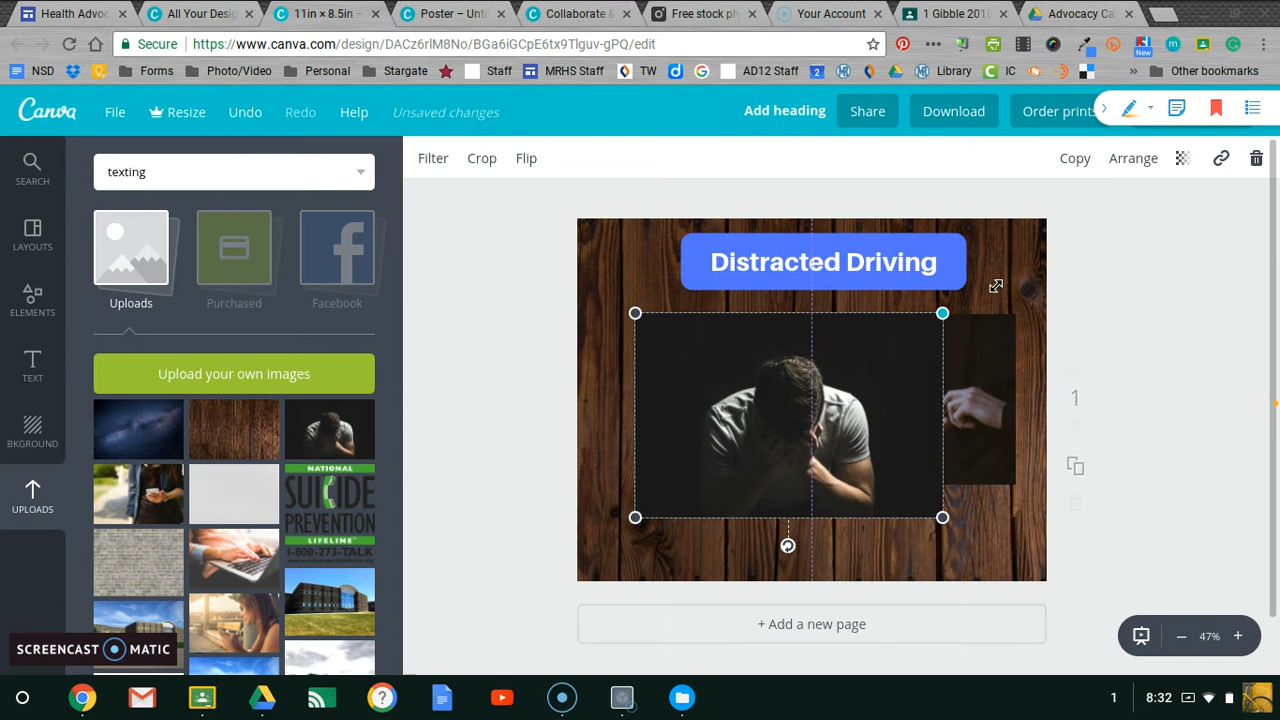 Health Advoc
All Your Desig
11in × 8.5in –
Poster – Unti
Collaborate &
Free stock ph
Your Account
1 Gibble 2018
Advocacy Ca
Secure
https://www.canva.com/design/DACz6rlM8No/BGa6iGCpE6tx9Tlguv-gPQ/edit
New
NSD
Forms
Photo/Video
Personal
Skergate
Staff
MRHS Staff
TW
AD12 Staff
2
Library
IC
Other bookmarks
Canva
File
Resize
Undo
Redo
Help
Unsaved changes
Add heading
Share
Download
Order prints
texting
Filter
Crop
Flip
Copy
Arrange
SEARCH
LAYOUTS
ELEMENTS
TEXT
BKGROUND
UPLOADS
Uploads
Purchased
Facebook
Upload your own images
NATIONAL
SUICIDE
PREVENTION
LIFELINE
1-800-273-TALK
Distracted Driving
1
+ Add a new page
47%
SCREENCAST
MATIC
1
8:32